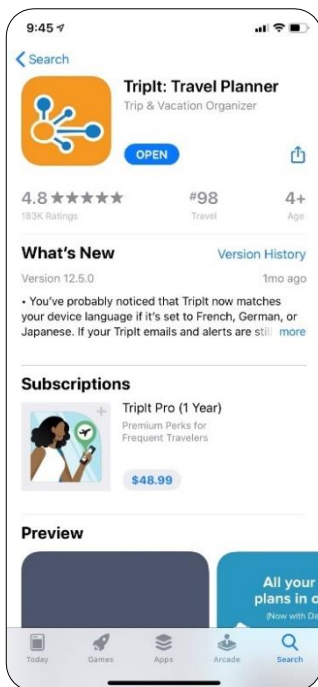 9:45
Search
TripIt: Travel Planner
Trip & Vacation Organizer
OPEN
4.8
#98
4+
183K Ratings
Travel
Age
What's New
Version History
Version 12.5.0
1mo ago
• You've probably noticed that TripIt now matches
your device language if it's set to French, German, or
Japanese. If your TripIt emails and alerts are still more
Subscriptions
TripIt Pro (1 Year)
Premium Perks for
Frequent Travelers
$48.99
Preview
All your
plans in o
(Now with Da
Today
Games
Apps
Arcade
Search